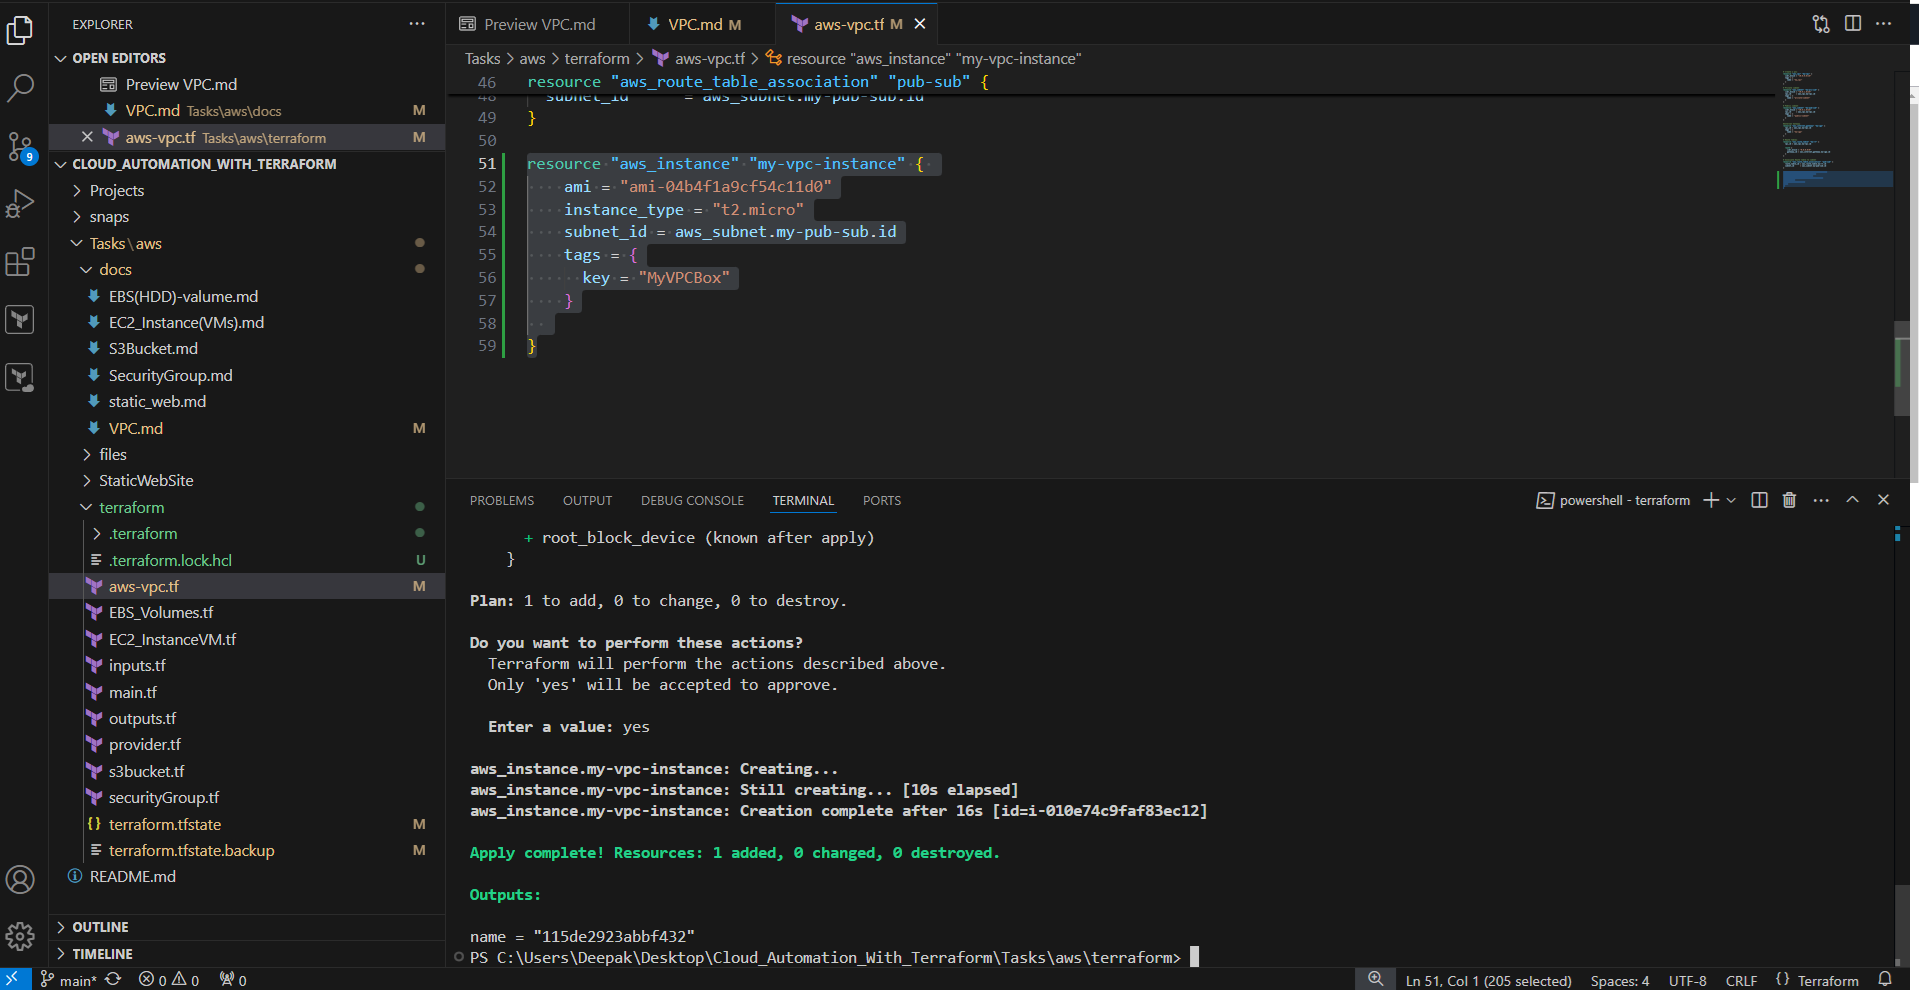 EXPLORER
OPEN EDITORS
Preview VPC.md
VPC.md Tasks\aws\docs M
aws-vpc.tf Tasks\aws\terraform M
CLOUD_AUTOMATION_WITH_TERRAFORM
Projects
snaps
Tasks\aws
docs
EBS(HDD)-valume.md
EC2_Instance(VMs).md
S3Bucket.md
SecurityGroup.md
static_web.md
VPC.md M
files
StaticWebSite
terraform
.terraform
.terraform.lock.hcl U
aws-vpc.tf M
EBS_Volumes.tf
EC2_InstanceVM.tf
inputs.tf
main.tf
outputs.tf
provider.tf
s3bucket.tf
securityGroup.tf
terraform.tfstate M
terraform.tfstate.backup M
README.md
OUTLINE
TIMELINE
9
Preview VPC.md VPC.md M aws-vpc.tf M
Tasks > aws > terraform > aws-vpc.tf > resource "aws_instance" "my-vpc-instance"
46 resource "aws_route_table_association" "pub-sub" {
48 subnet_id = aws_subnet.my-pub-sub.id
49 }
50
51 resource "aws_instance" "my-vpc-instance" {
52 ami = "ami-04b4f1a9cf54c11d0"
53 instance_type = "t2.micro"
54 subnet_id = aws_subnet.my-pub-sub.id
55 tags = {
56 key = "MyVPCBox"
57 }
58
59 }
PROBLEMS OUTPUT DEBUG CONSOLE TERMINAL PORTS powershell - terraform
+ root_block_device (known after apply)
}
Plan: 1 to add, 0 to change, 0 to destroy.
Do you want to perform these actions?
Terraform will perform the actions described above.
Only 'yes' will be accepted to approve.
Enter a value: yes
aws_instance.my-vpc-instance: Creating...
aws_instance.my-vpc-instance: Still creating... [10s elapsed]
aws_instance.my-vpc-instance: Creation complete after 16s [id=i-010e74c9faf83ec12]
Apply complete! Resources: 1 added, 0 changed, 0 destroyed.
Outputs:
name = "115de2923abbf432"
PS C:\Users\Deepak\Desktop\Cloud_Automation_With_Terraform\Tasks\aws\terraform>
main* 0 0 0 Ln 51, Col 1 (205 selected) Spaces: 4 UTF-8 CRLF {} Terraform